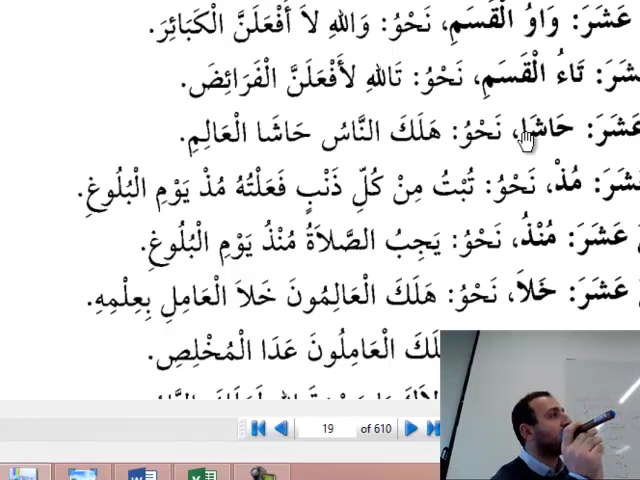 عَشَرَ: وَاوُ الْقَسَمِ، نَحْوُ: وَاللهِ لاَ أَفْعَلَنَّ الْكَبَائِرَ.
عَشَرَ: تَاءُ الْقَسَمِ، نَحْوُ: تَاللهِ لأَفْعَلَنَّ الْفَرَائِضَ.
عَشَرَ: حَاشَا، نَحْوُ: هَلَكَ النَّاسُ حَاشَا الْعَالِمِ.
عَشَرَ: مُذْ، نَحْوُ: تُبْتُ مِنْ كُلِّ ذَنْبٍ فَعَلْتُهُ مُذْ يَوْمِ الْبُلُوغِ.
عَشَرَ: مُنْذُ، نَحْوُ: يَجِبُ الصَّلاَةُ مُنْذُ يَوْمِ الْبُلُوغِ.
عَشَرَ: خَلاَ، نَحْوُ: هَلَكَ الْعَالِمُونَ خَلاَ الْعَامِلِ بِعِلْمِهِ.
الْعَامِلُونَ عَدَا الْمُخْلِصِ.
19 of 610